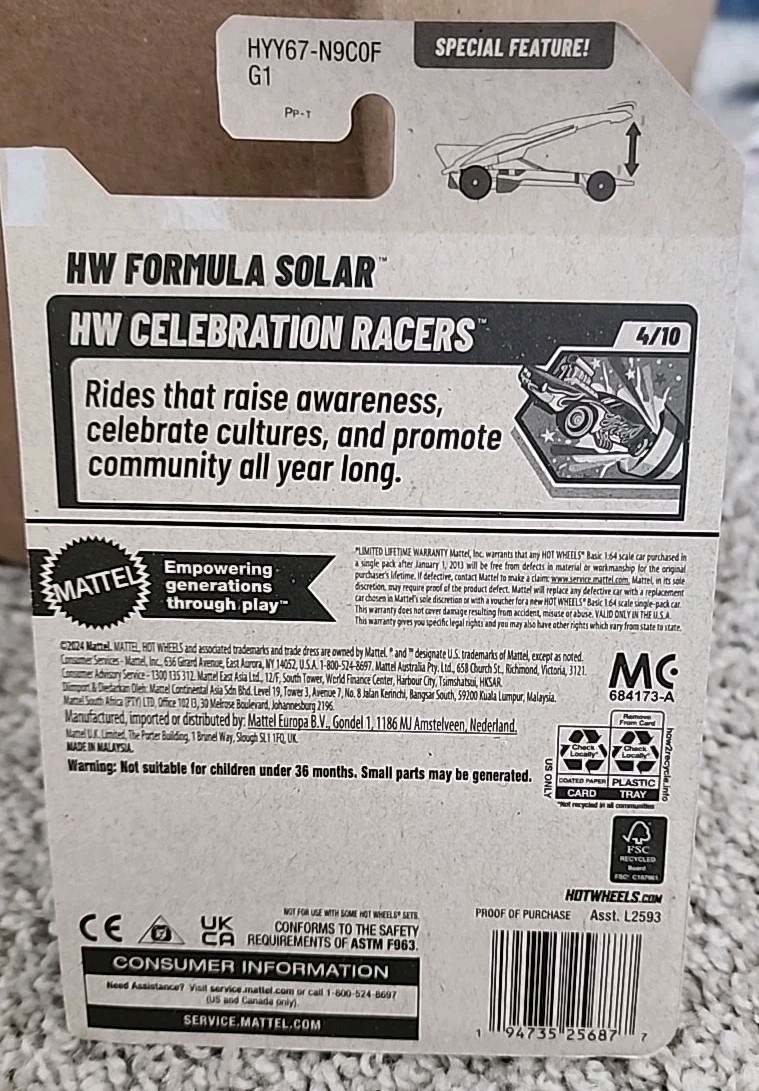 HYY67-N9C0F
G1
PP-T
SPECIAL FEATURE!
HW FORMULA SOLAR™
HW CELEBRATION RACERS™
4/10
Rides that raise awareness,
celebrate cultures, and promote
community all year long.
MATTEL
Empowering
generations
through play™
*LIMITED LIFETIME WARRANTY Mattel, Inc. warrants that any HOT WHEELS® Basic 1:64 scale car purchased in
a single pack after January 1, 2013 will be free from defects in material or workmanship for the original
purchaser's lifetime. If defective, contact Mattel to make a claim: www.service.mattel.com. Mattel, in its sole
discretion, may require proof of the product defect. Mattel will replace any defective car with a replacement
car chosen in Mattel's sole discretion or with a voucher for a new HOT WHEELS® Basic 1:64 scale single-pack car.
This warranty does not cover damage resulting from accident, misuse or abuse. VALID ONLY IN THE U.S.A.
This warranty gives you specific legal rights and you may also have other rights which vary from state to state.
©2024 Mattel. MATTEL, HOT WHEELS and associated trademarks and trade dress are owned by Mattel. ® and ™ designate U.S. trademarks of Mattel, except as noted.
Consumer Services - Mattel, Inc., 636 Girard Avenue, East Aurora, NY 14052, U.S.A. 1-800-524-8697. Mattel Australia Pty. Ltd., 658 Church St., Richmond, Victoria, 3121.
Consumer Advisory Service - 1300 135 312. Mattel East Asia Ltd., 12/F, South Tower, World Finance Center, Harbour City, Tsimshatsui, HKSAR.
Diimport & Diedarkan Oleh: Mattel Continental Asia Sdn Bhd. Level 19, Tower 3, Avenue 7, No. 8 Jalan Kerinchi, Bangsar South, 59200 Kuala Lumpur, Malaysia.
Mattel South Africa (PTY) LTD, Office 102 I3, 30 Melrose Boulevard, Johannesburg 2196.
Manufactured, imported or distributed by: Mattel Europa B.V., Gondel 1, 1186 MJ Amstelveen, Nederland.
Mattel U.K. Limited, The Porter Building, 1 Brunel Way, Slough SL1 1FQ, UK.
MADE IN MALAYSIA.
Warning: Not suitable for children under 36 months. Small parts may be generated.
MC
684173-A
Remove
From Card
Check
Locally*
Check
Locally*
COATED PAPER
PLASTIC
CARD
TRAY
US ONLY
how2recycle.info
*Not recycled in all communities
FSC
RECYCLED
Board
FSC® C167961
HOTWHEELS.COM
PROOF OF PURCHASE
Asst. L2593
CE
UK
CA
NOT FOR USE WITH SOME HOT WHEELS® SETS.
CONFORMS TO THE SAFETY
REQUIREMENTS OF ASTM F963.
CONSUMER INFORMATION
Need Assistance? Visit service.mattel.com or call 1-800-524-8697
(US and Canada only).
SERVICE.MATTEL.COM
1 94735 25687 7